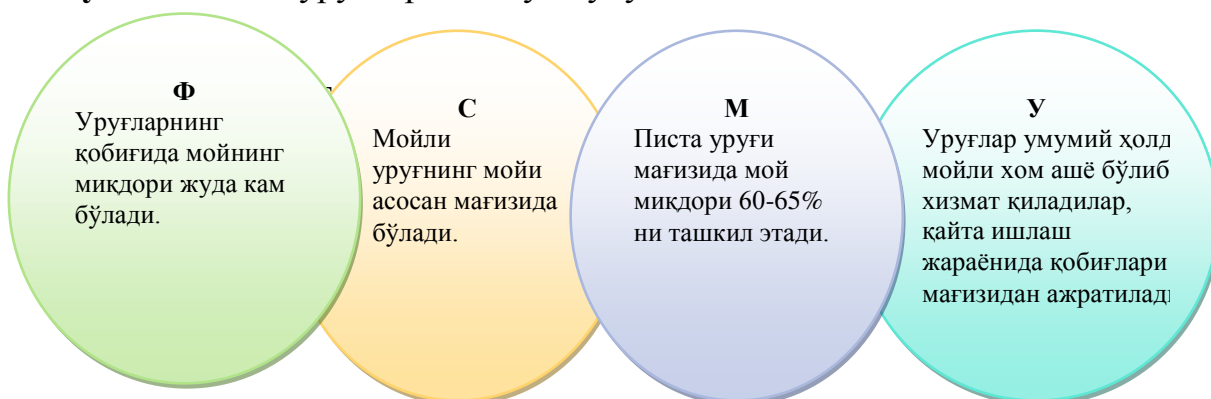 Ф
Уруғларнинг
қобиғида мойнинг
миқдори жуда кам
бўлади.
С
Мойли
уруғнинг мойи
асосан мағизида
бўлади.
М
Писта уруғи
мағизида мой
миқдори 60-65%
ни ташкил этади.
У
Уруғлар умумий ҳолд
мойли хом ашё бўлиб
хизмат қиладилар,
қайта ишлаш
жараёнида қобиғлари
мағизидан ажратилад